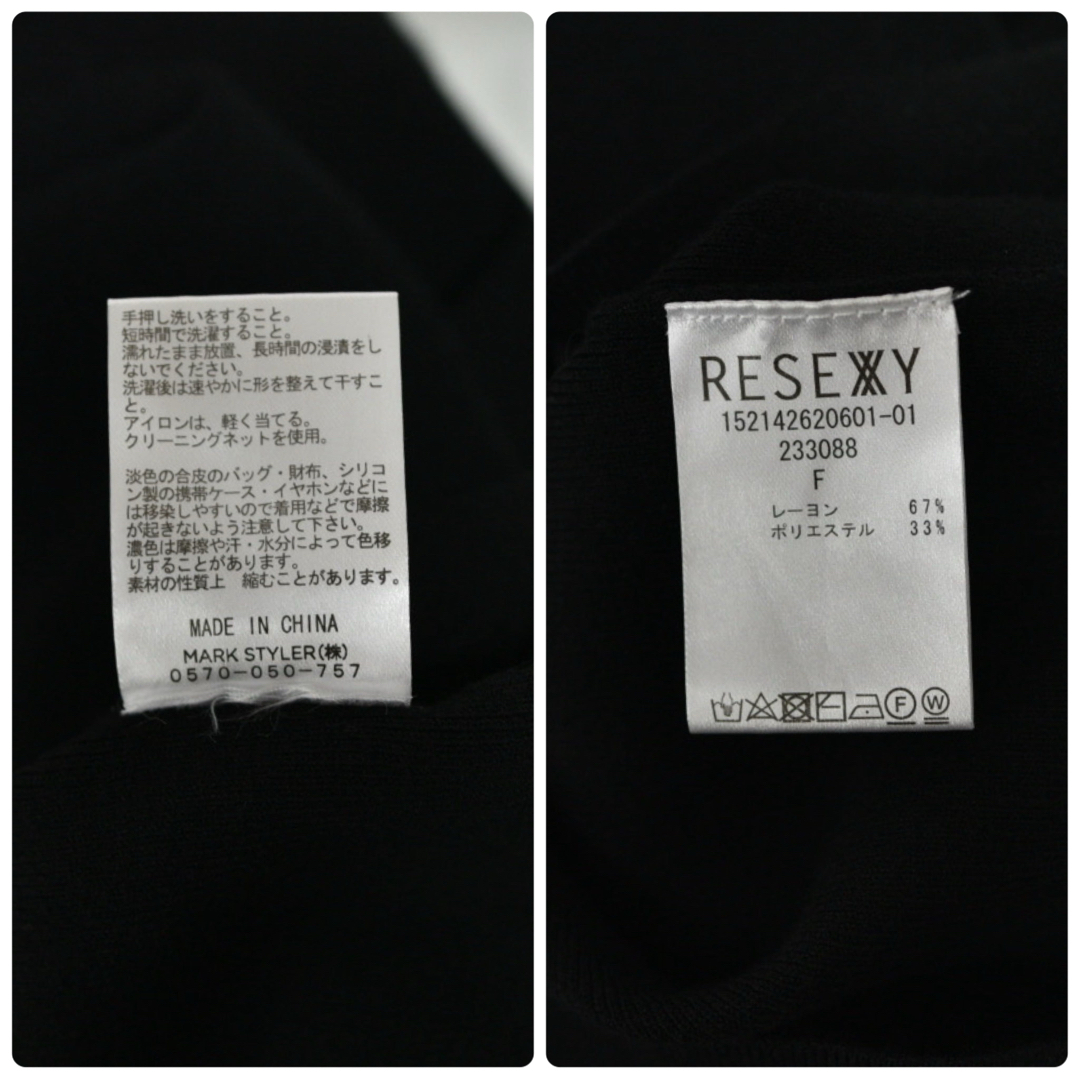 手押し洗いをすること。
短時間で洗濯すること。
濡れたまま放置、長時間の浸漬をし
ないでください。
洗濯後は速やかに形を整えて干すこ
と。
アイロンは、軽く当てる。
クリーニングネットを使用。
淡色の合皮のバッグ・財布、シリコ
ン製の携帯ケース・イヤホンなどに
は移染しやすいので着用などで摩擦
が起きないよう注意して下さい。
濃色は摩擦や汗・水分によって色移
りすることがあります。
素材の性質上 縮むことがあります。
MADE IN CHINA
MARK STYLER(株)
0570-050-757
RESEXXY
152142620601-01
233088
F
レーヨン 67%
ポリエステル 33%
F W